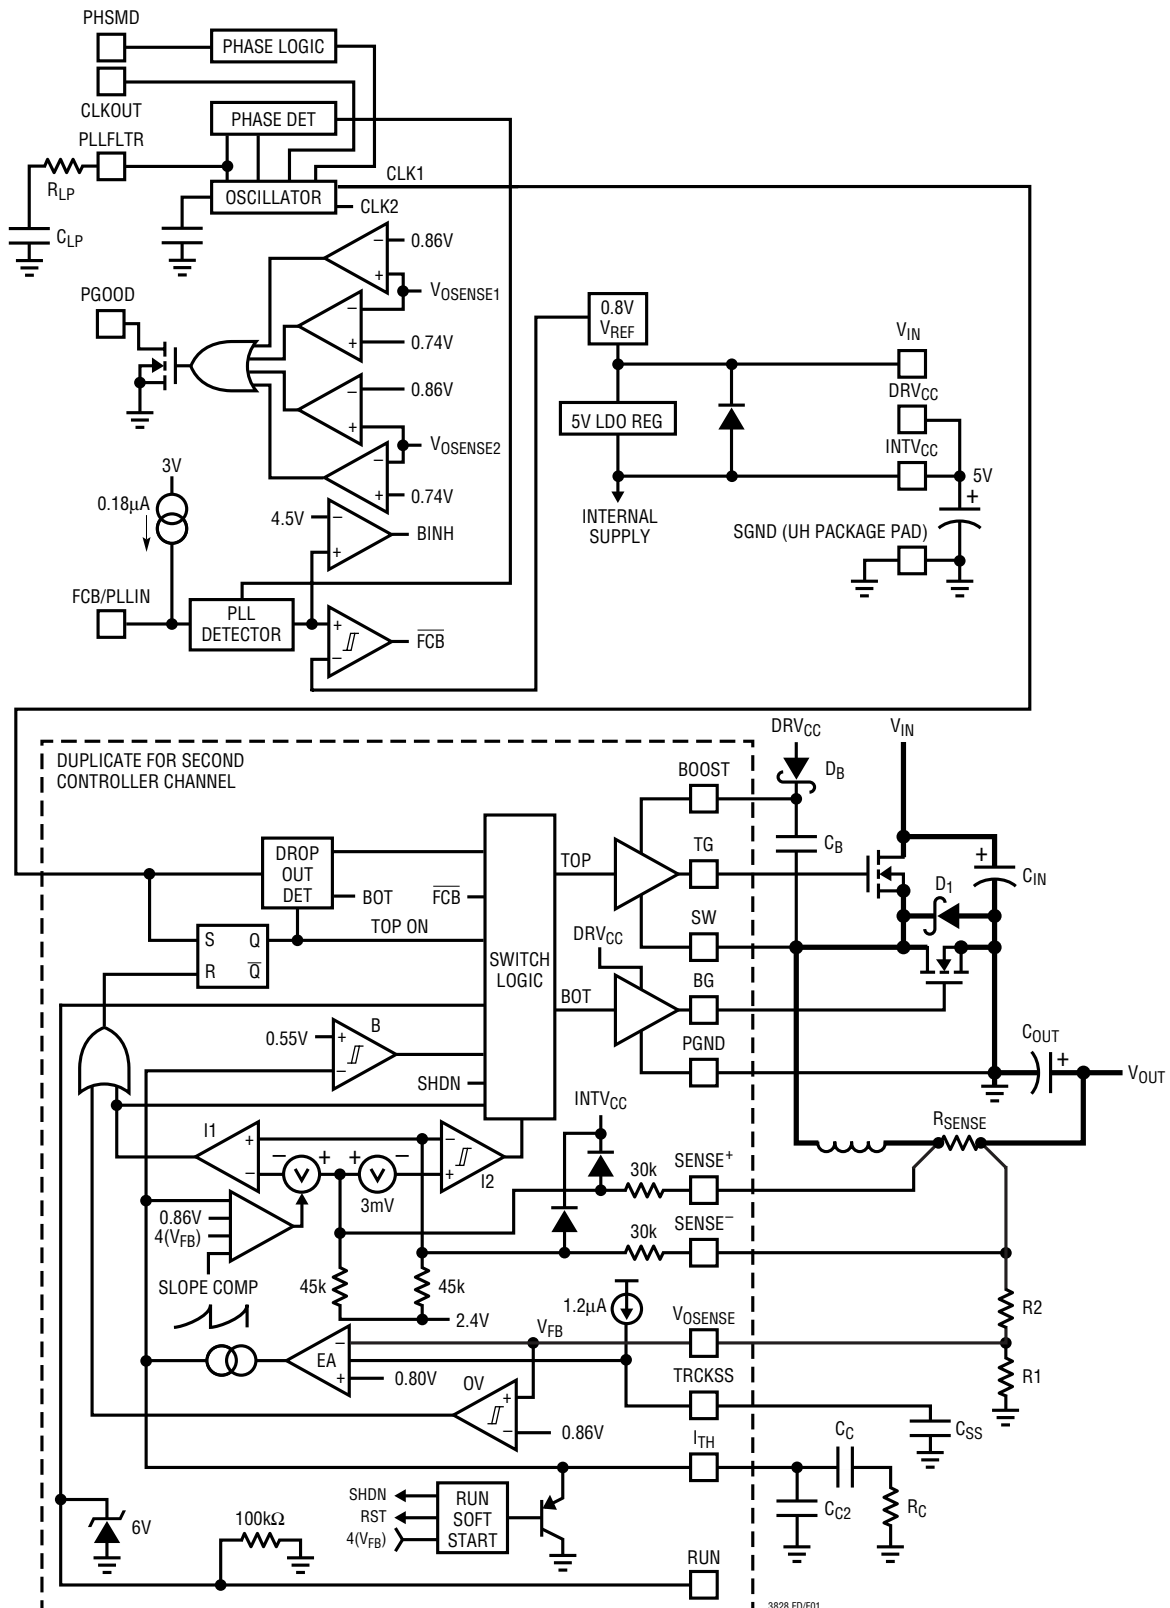 PHSMD
PHASE LOGIC
CLKOUT
PHASE DET
PLLFLTR
CLK1
RLP
OSCILLATOR
CLK2
CLP
–
0.86V
+
VOSENSE1
PGOOD
–
0.8V
VREF
VIN
+
0.74V
–
0.86V
DRVCC
5V LDO REG
+
VOSENSE2
INTVCC
3V
–
5V
0.18µA
+
0.74V
+
4.5V
–
BINH
INTERNAL
SUPPLY
SGND (UH PACKAGE PAD)
+
FCB/PLLIN
PLL
DETECTOR
+
–
FCB
DUPLICATE FOR SECOND
CONTROLLER CHANNEL
DRVCC
VIN
BOOST
DB
DROP
OUT
DET
TOP
TG
CB
+
CIN
BOT
FCB
D1
S
Q
TOP ON
SW
R
Q
SWITCH
LOGIC
DRVCC
BOT
BG
0.55V
+
B
–
PGND
COUT
+
SHDN
VOUT
INTVCC
I1
+
–
RSENSE
–
–
+
+
–
+
I2
30k
SENSE+
3mV
0.86V
4(VFB)
30k
SENSE–
SLOPE COMP
45k
45k
1.2µA
R2
2.4V
VFB
VOSENSE
–
EA
+
0.80V
TRCKSS
R1
OV
+
–
0.86V
CSS
ITH
CC
SHDN
RST
4(VFB)
RUN
SOFT
START
CC2
RC
6V
100kΩ
RUN
3828 FD/F01